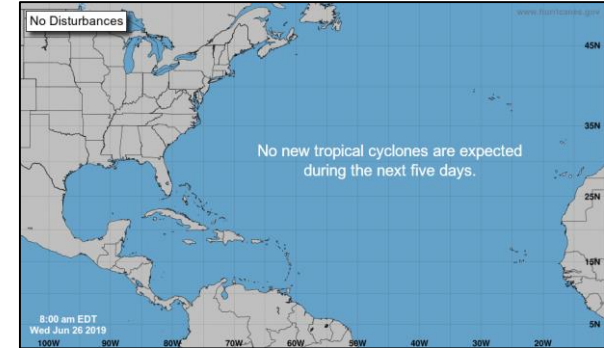 No Disturbances
www.hurricanes.gov
45N
35N
No new tropical cyclones are expected
during the next five days.
25N
15N
8:00 am EDT
Wed Jun 26 2019
5N
100W 90W 80W 70W 60W 50W 40W 30W 20W